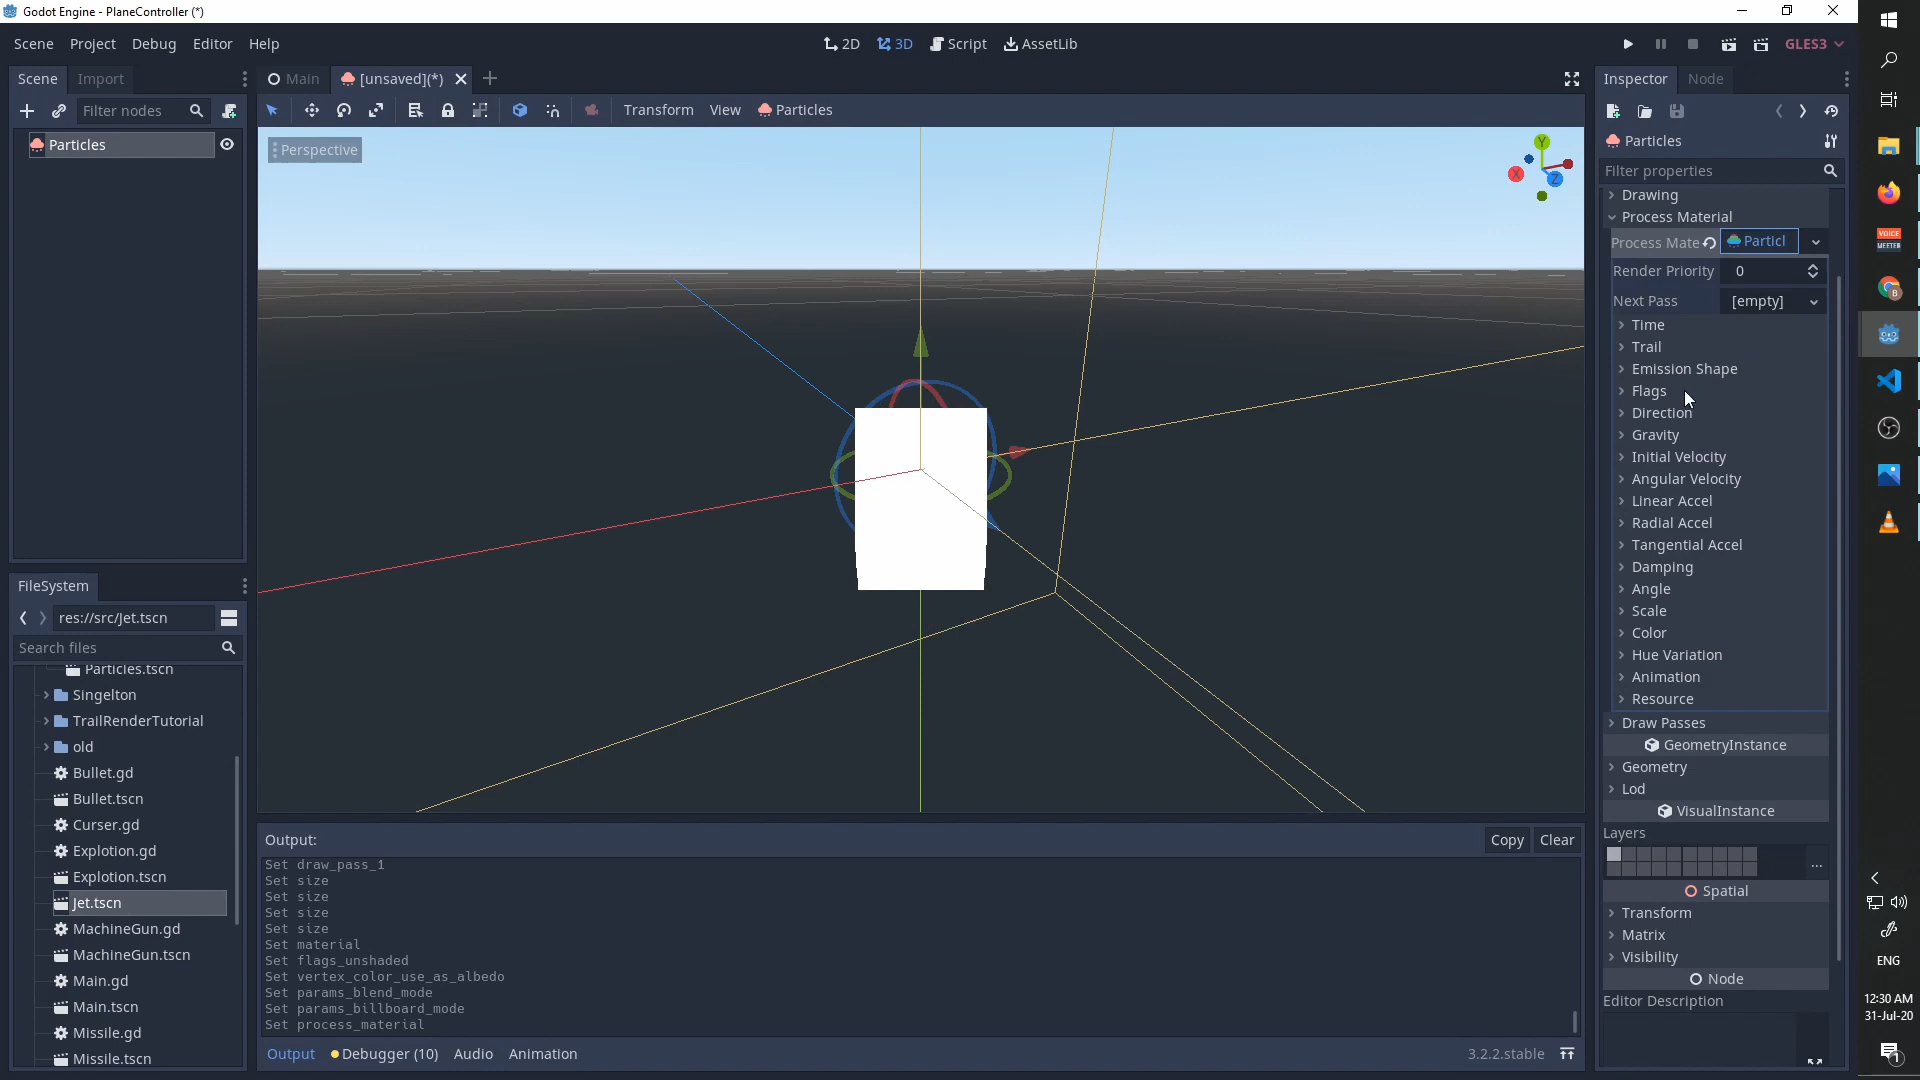 Godot Engine - PlaneController (*)
Scene Project Debug Editor Help
2D 3D Script AssetLib
GLES3
Scene Import
Filter nodes
Particles
Main [unsaved](*)
Transform View Particles
Perspective
Y
X
Z
FileSystem
res://src/Jet.tscn
Search files
Particles.tscn
Singelton
TrailRenderTutorial
old
Bullet.gd
Bullet.tscn
Curser.gd
Explotion.gd
Explotion.tscn
Jet.tscn
MachineGun.gd
MachineGun.tscn
Main.gd
Main.tscn
Missile.gd
Missile.tscn
Output:
Copy Clear
Set draw_pass_1
Set size
Set size
Set size
Set size
Set material
Set flags_unshaded
Set vertex_color_use_as_albedo
Set params_blend_mode
Set params_billboard_mode
Set process_material
Output Debugger (10) Audio Animation
3.2.2.stable
Inspector Node
Particles
Filter properties
Drawing
Process Material
Process Mate Particl
Render Priority 0
Next Pass [empty]
Time
Trail
Emission Shape
Flags
Direction
Gravity
Initial Velocity
Angular Velocity
Linear Accel
Radial Accel
Tangential Accel
Damping
Angle
Scale
Color
Hue Variation
Animation
Resource
Draw Passes
GeometryInstance
Geometry
Lod
VisualInstance
Layers
...
Spatial
Transform
Matrix
Visibility
Node
Editor Description
VOICE
MEETER
B
ENG
12:30 AM
31-Jul-20
1